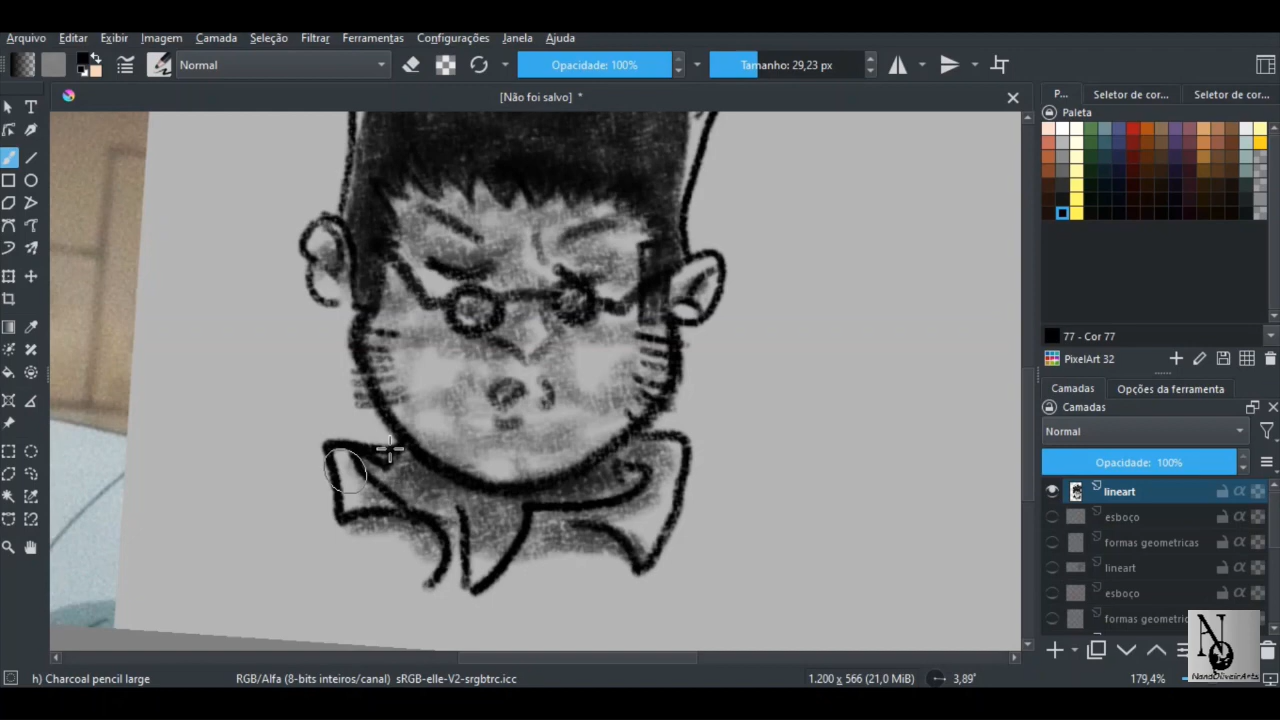 Arquivo Editar Exibir Imagem Camada Seleção Filtrar Ferramentas Configurações Janela Ajuda
Normal Opacidade: 100% Tamanho: 29,23 px
[Não foi salvo] *
P... Seletor de cor... Seletor de cor...
Paleta
77 - Cor 77
PixelArt 32
Camadas Opções da ferramenta
Camadas
Normal
Opacidade: 100%
lineart
esboço
formas geometricas
lineart
esboço
formas geometri
NandOliveirArts
h) Charcoal pencil large RGB/Alfa (8-bits inteiros/canal) sRGB-elle-V2-srgbtrc.icc 1.200 x 566 (21,0 MiB) 3,89° 179,4%